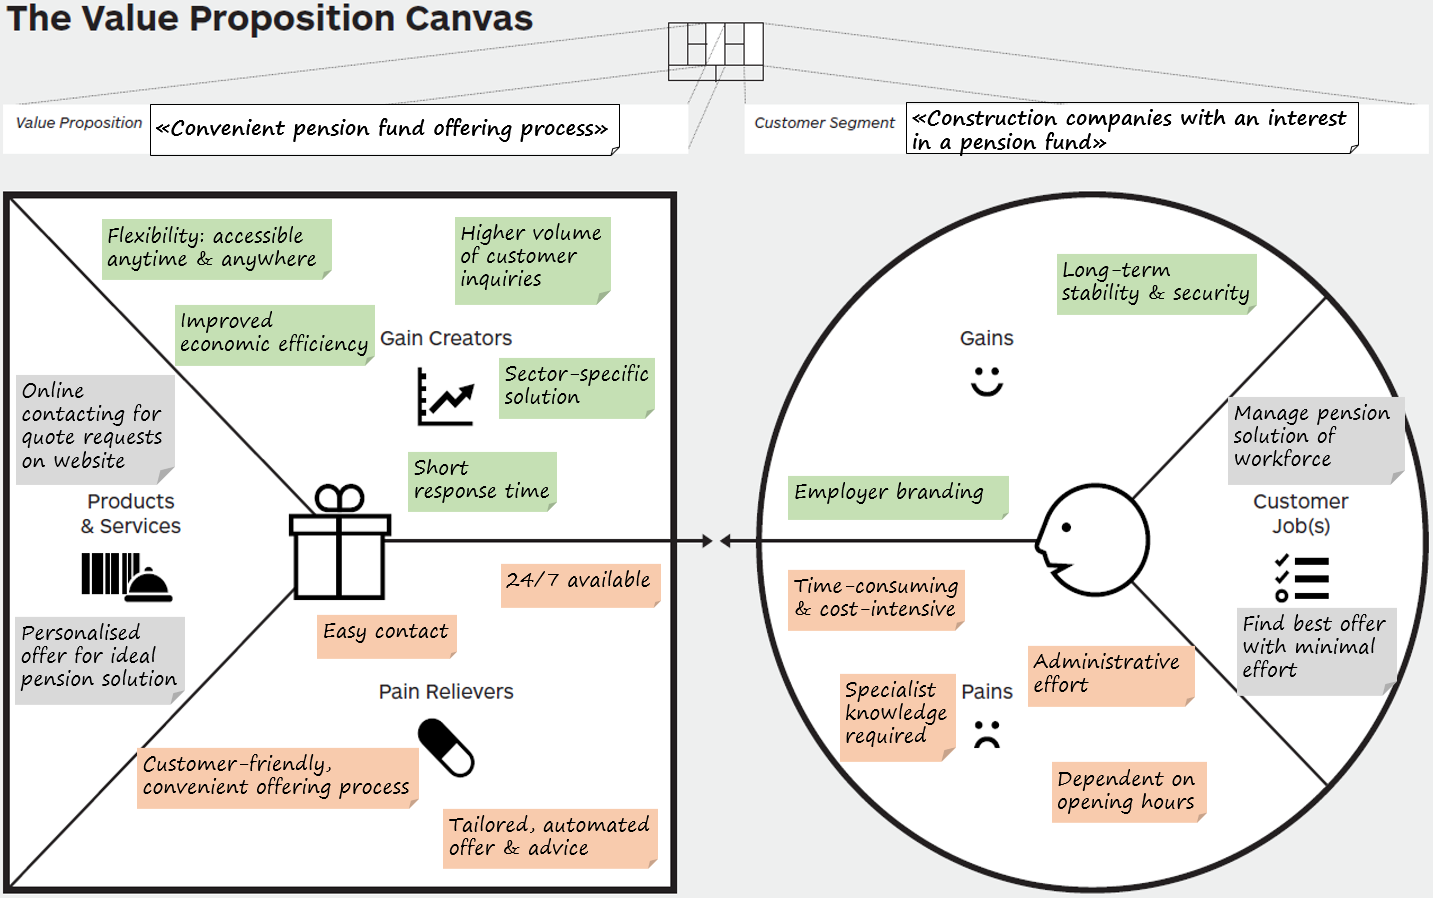 The Value Proposition Canvas
Value Proposition
«Convenient pension fund offering process»
Customer Segment
«Construction companies with an interest
in a pension fund»
Flexibility: accessible
anytime & anywhere
Higher volume
of customer
inquiries
Improved
economic efficiency
Gain Creators
Sector-specific
solution
Short
response time
Online
contacting for
quote requests
on website
Products
& Services
Personalised
offer for ideal
pension solution
24/7 available
Easy contact
Pain Relievers
Customer-friendly,
convenient offering process
Tailored, automated
offer & advice
Long-term
stability & security
Gains
Employer branding
Manage pension
solution of
workforce
Customer
Job(s)
Find best offer
with minimal
effort
Time-consuming
& cost-intensive
Administrative
effort
Specialist
knowledge
required
Pains
Dependent on
opening hours